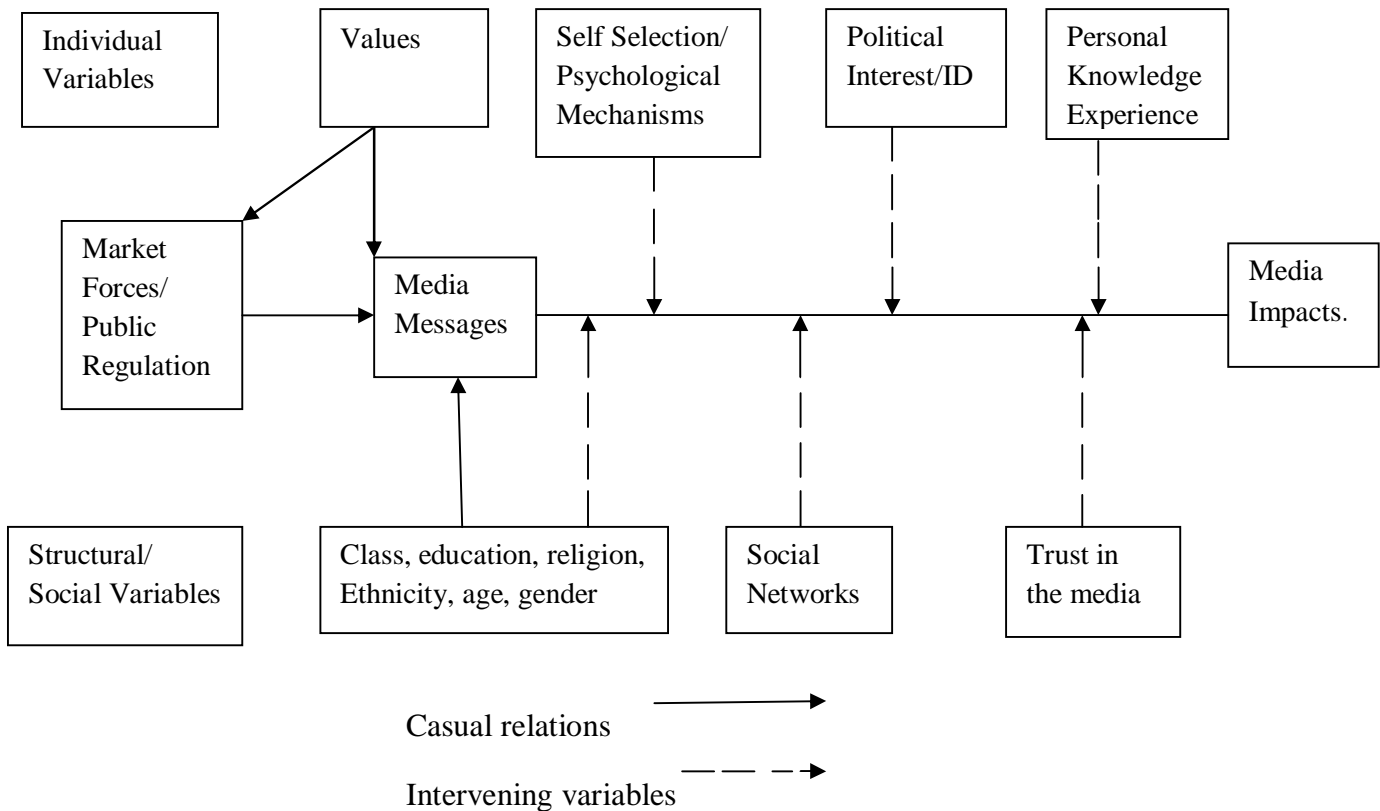 Individual
Variables
Values
Self Selection/
Psychological
Mechanisms
Political
Interest/ID
Personal
Knowledge
Experience
Market
Forces/
Public
Regulation
Media
Messages
Media
Impacts.
Structural/
Social Variables
Class, education, religion,
Ethnicity, age, gender
Social
Networks
Trust in
the media
Casual relations
Intervening variables